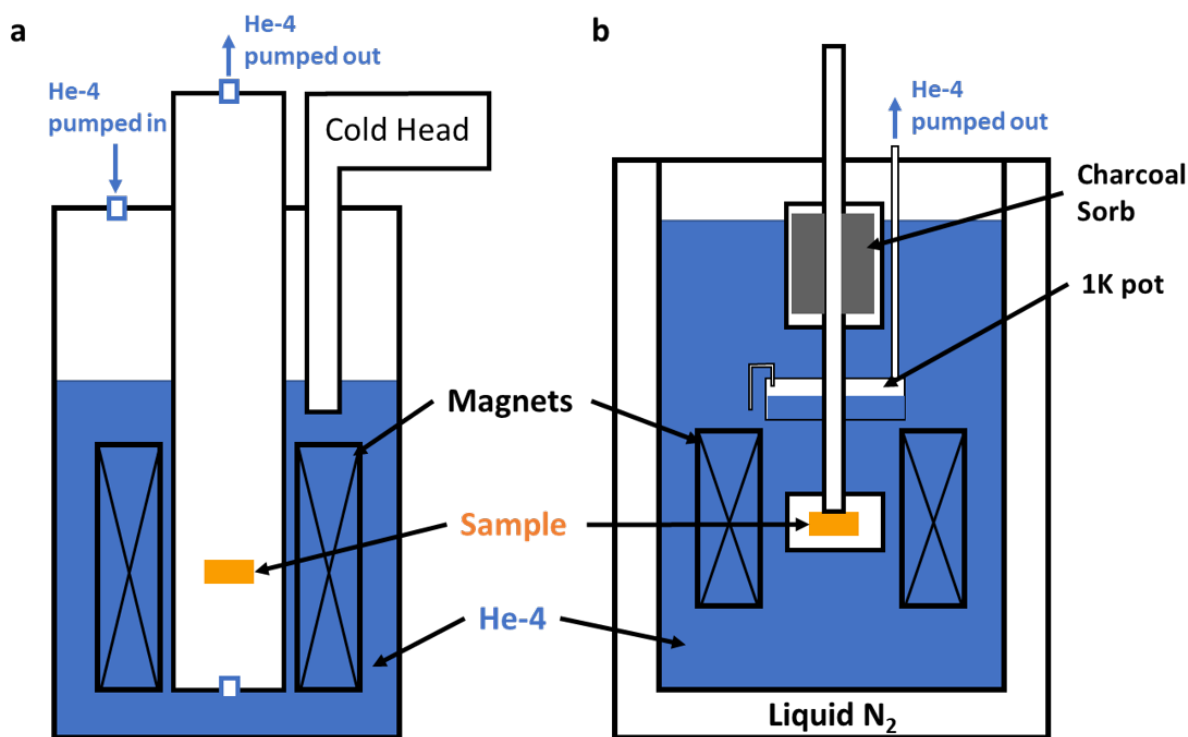 a
He-4
pumped out
He-4
pumped in
Cold Head
b
He-4
pumped out
Charcoal
Sorb
1K pot
Magnets
Sample
He-4
Liquid N₂